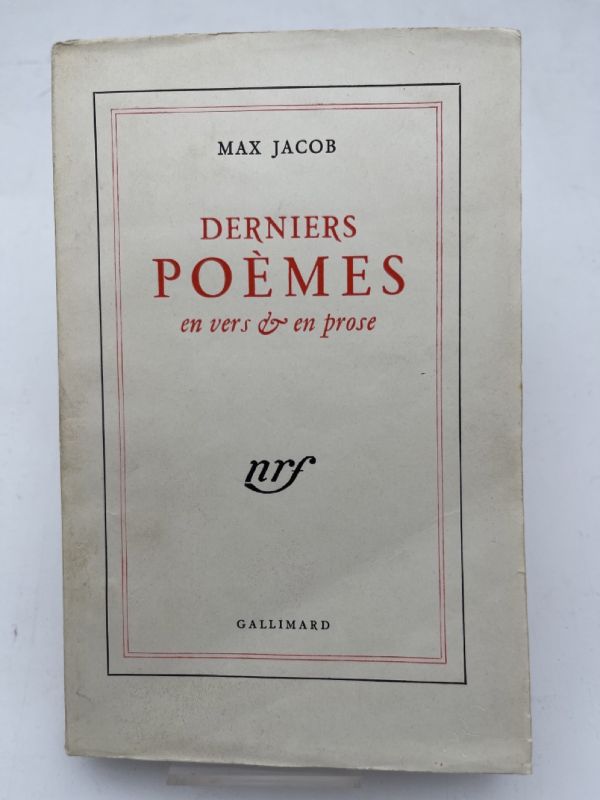 MAX JACOB
DERNIERS
POÈMES
en vers & en prose
nrf
GALLIMARD